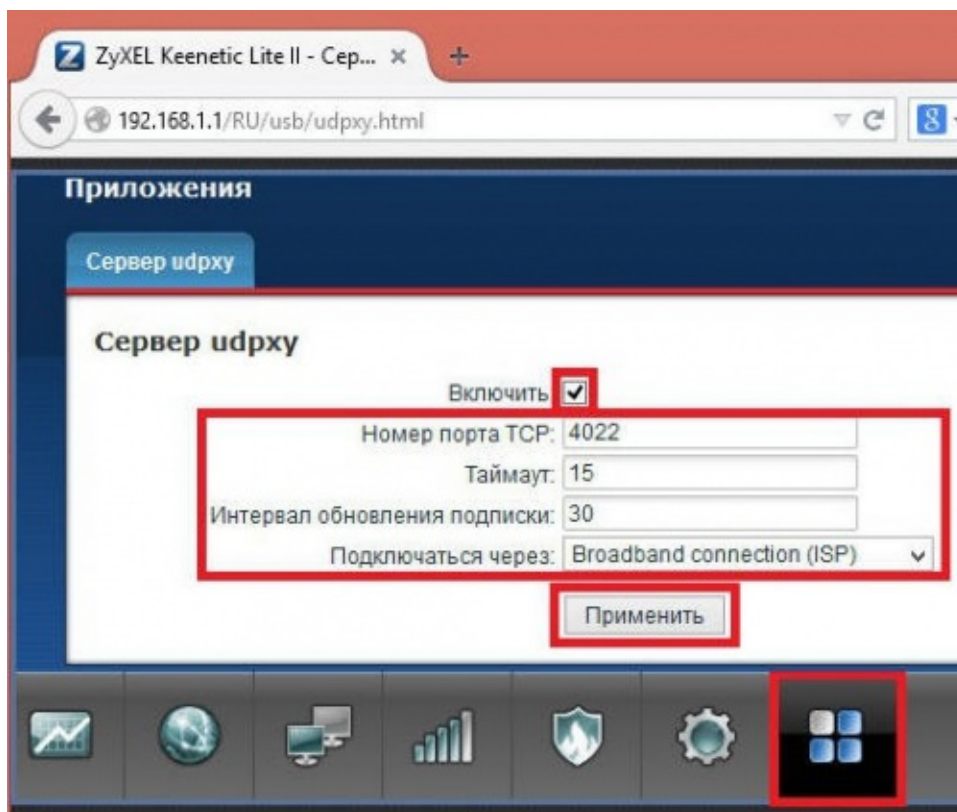 ZyXEL Keenetic Lite II - Сер...
192.168.1.1/RU/usb/udpxy.html
Приложения
Сервер udpxy
Сервер udpxy
Включить
Номер порта TCP: 4022
Таймаут: 15
Интервал обновления подписки: 30
Подключаться через: Broadband connection (ISP)
Применить